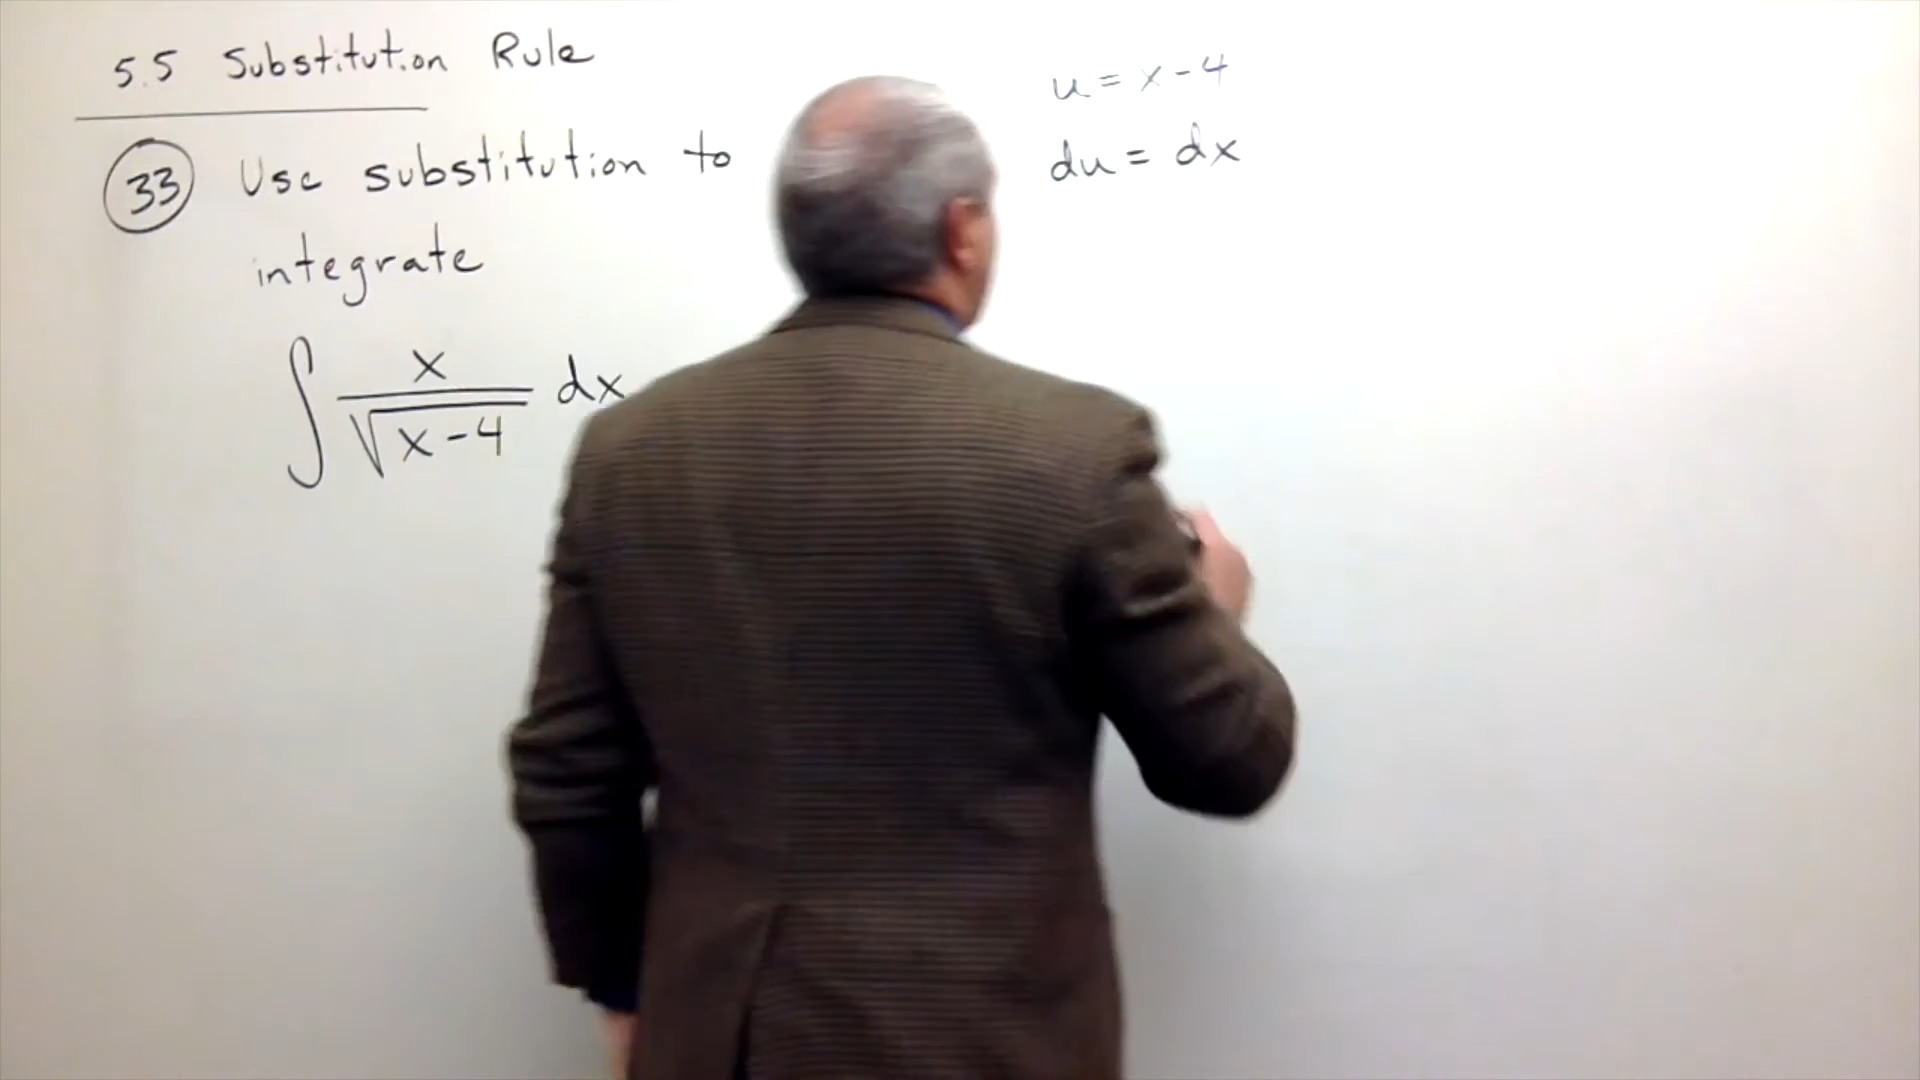 5.5 Substitution Rule
33 Use substitution to
integrate
∫ x/√(x-4) dx
u = x - 4
du = dx